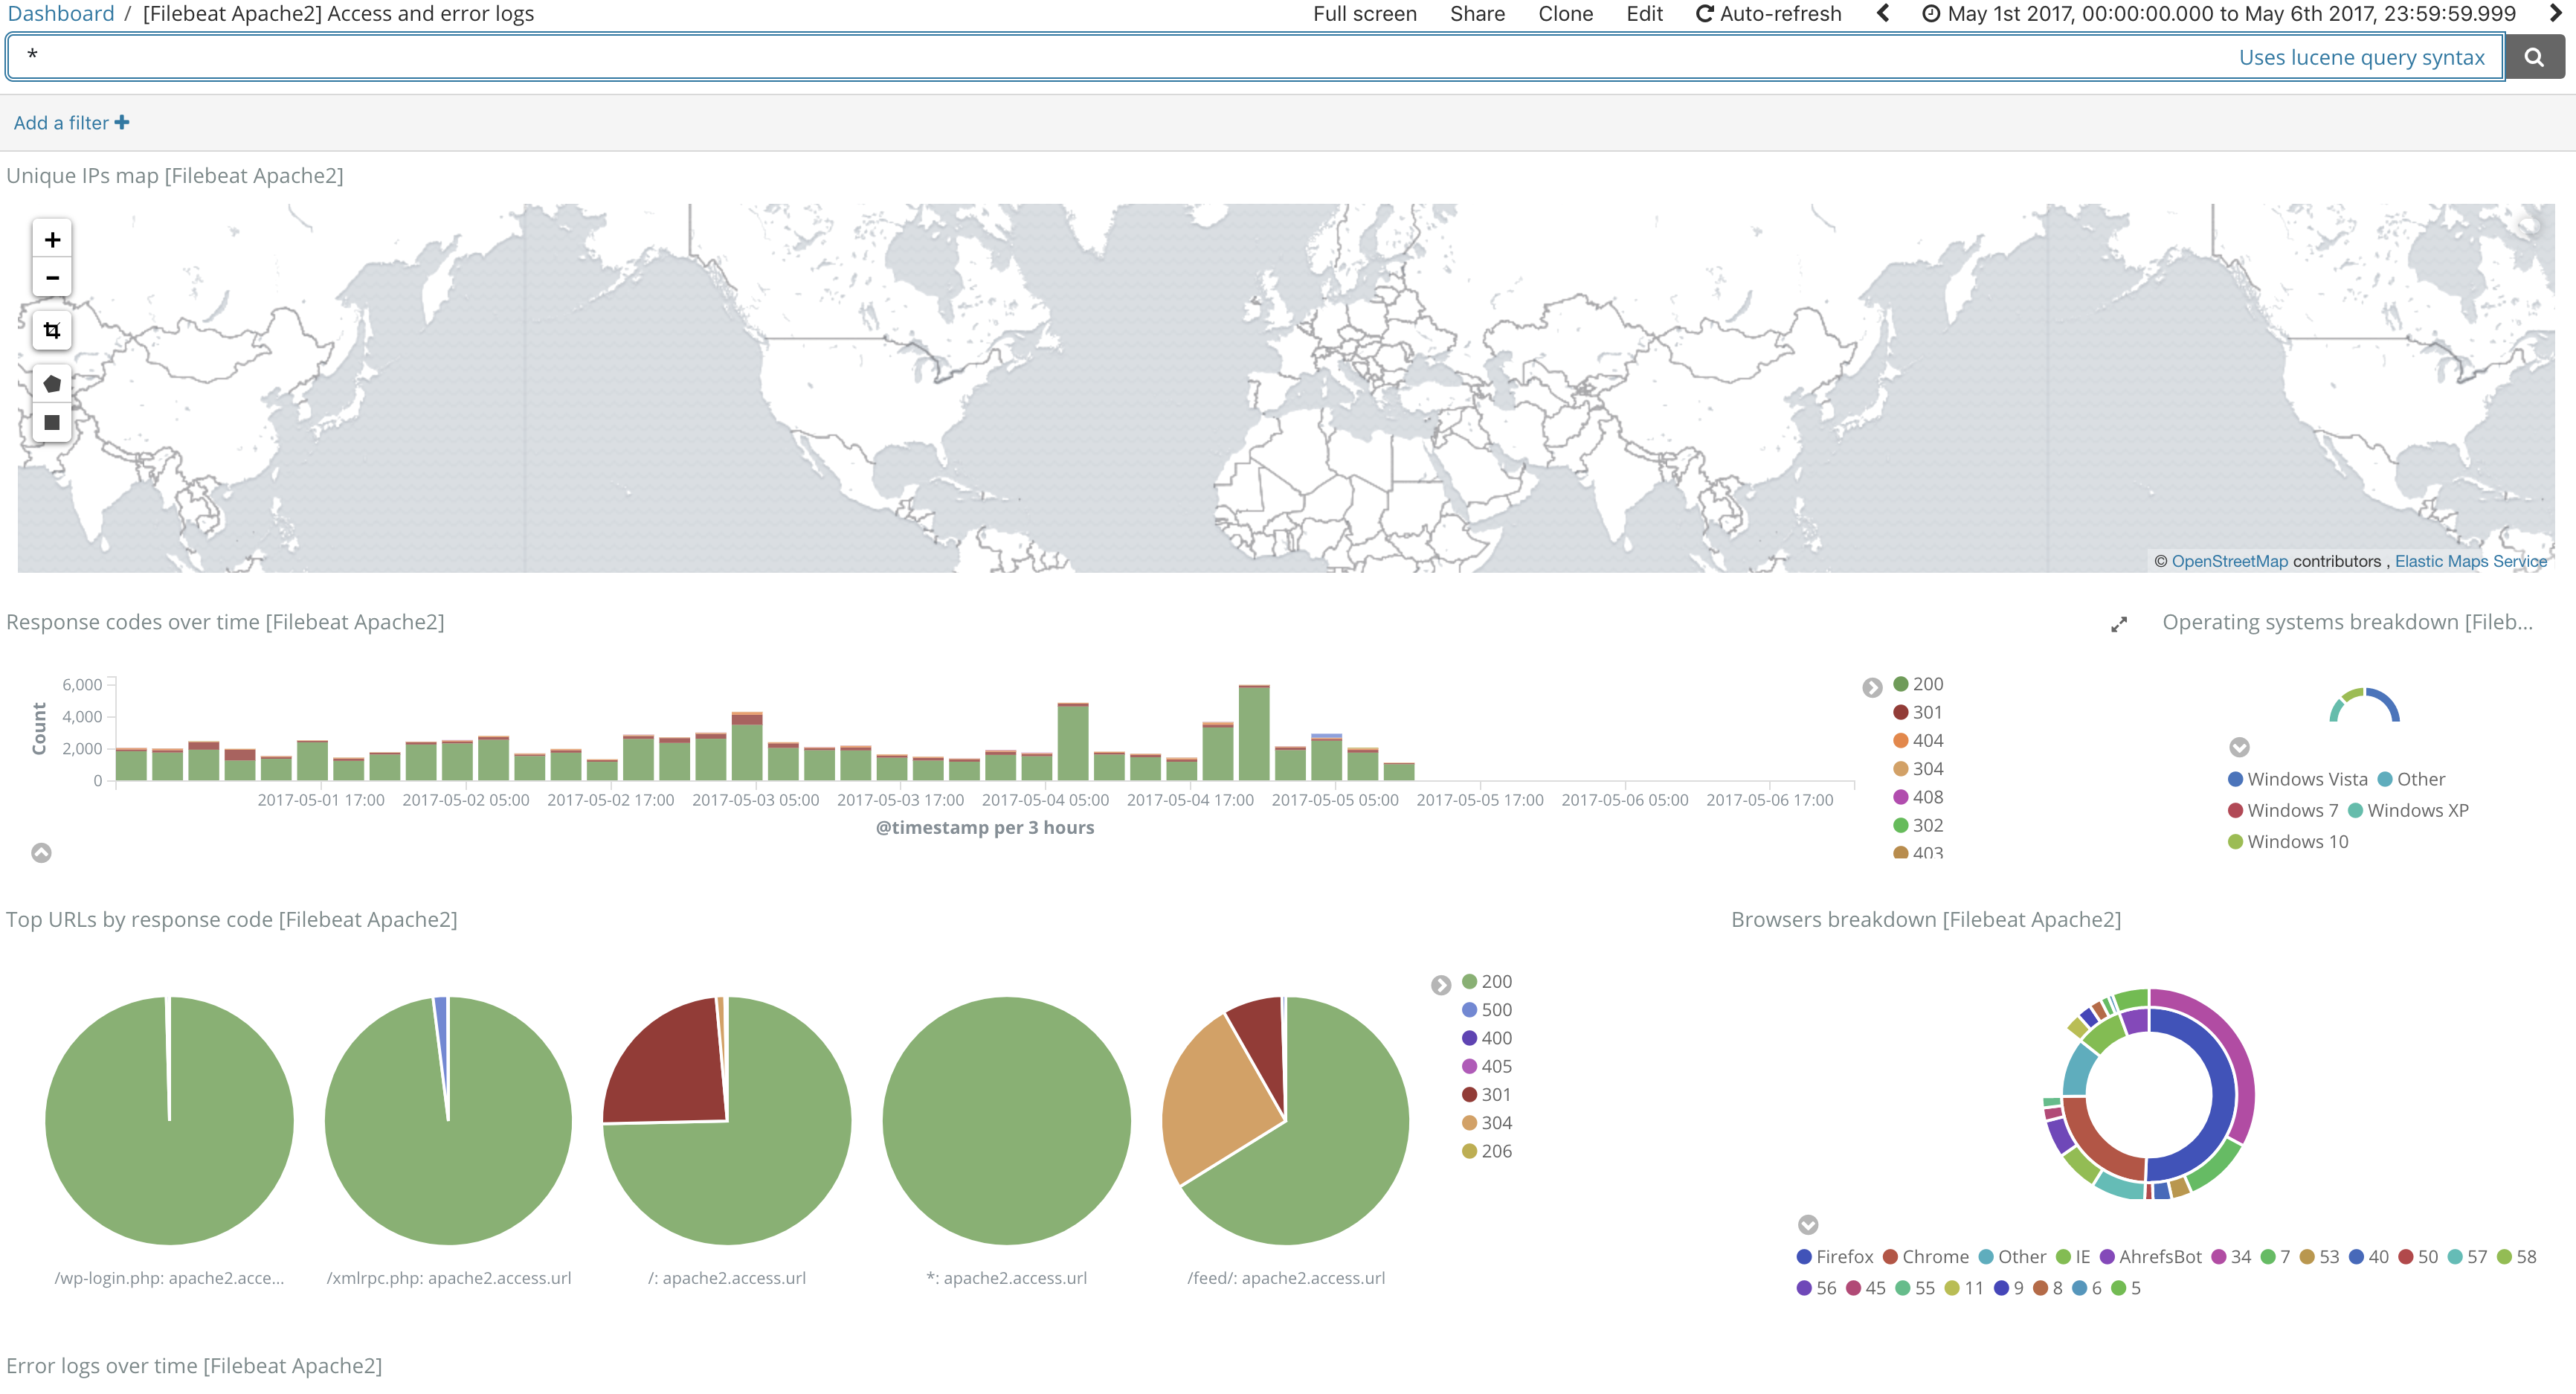 Dashboard / [Filebeat Apache2] Access and error logs
Full screen Share Clone Edit Auto-refresh May 1st 2017, 00:00:00.000 to May 6th 2017, 23:59:59.999
* Uses lucene query syntax
Add a filter
Unique IPs map [Filebeat Apache2]
© OpenStreetMap contributors , Elastic Maps Service
Response codes over time [Filebeat Apache2]
Count
6,000
4,000
2,000
0
2017-05-01 17:00 2017-05-02 05:00 2017-05-02 17:00 2017-05-03 05:00 2017-05-03 17:00 2017-05-04 05:00 2017-05-04 17:00 2017-05-05 05:00 2017-05-05 17:00 2017-05-06 05:00 2017-05-06 17:00
@timestamp per 3 hours
200
301
404
304
408
302
403
Operating systems breakdown [Fileb...
Windows Vista Other
Windows 7 Windows XP
Windows 10
Top URLs by response code [Filebeat Apache2]
/wp-login.php: apache2.acce... /xmlrpc.php: apache2.access.url /: apache2.access.url *: apache2.access.url /feed/: apache2.access.url
200
500
400
405
301
304
206
Browsers breakdown [Filebeat Apache2]
Firefox Chrome Other IE AhrefsBot 34 7 53 40 50 57 58
56 45 55 11 9 8 6 5
Error logs over time [Filebeat Apache2]